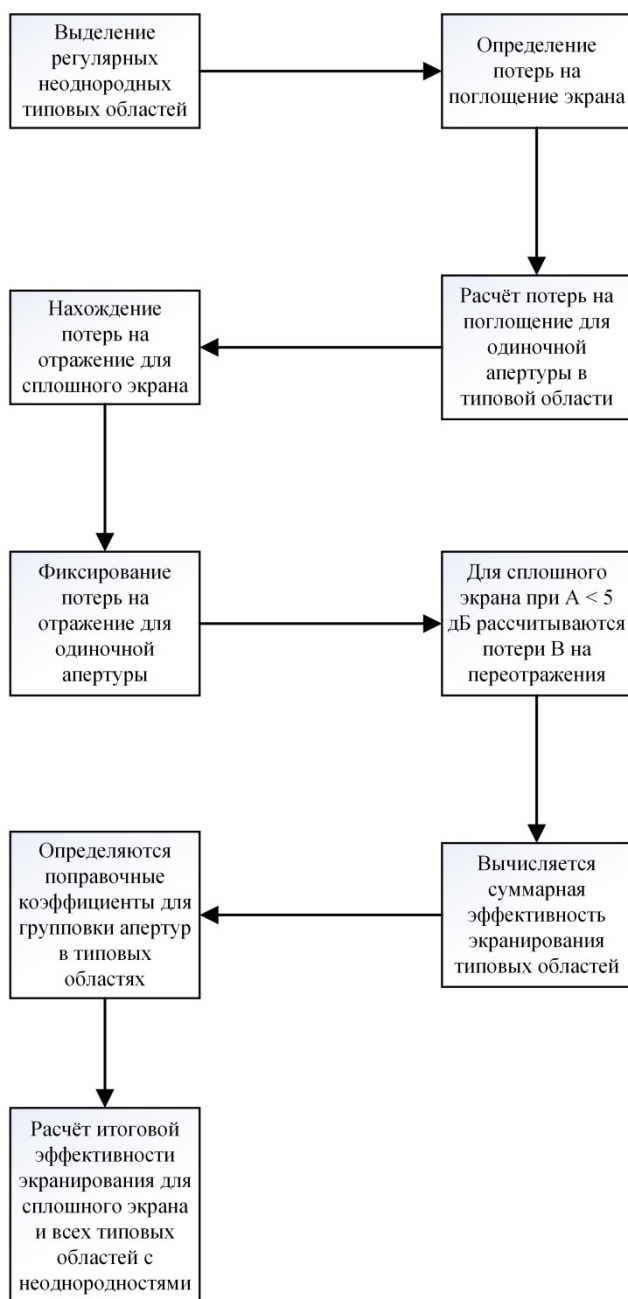 Выделение
регулярных
неоднородных
типовых областей
Определение
потерь на
поглощение экрана
Расчёт потерь на
поглощение для
одиночной
апертуры в
типовой области
Нахождение
потерь на
отражение для
сплошного экрана
Фиксирование
потерь на
отражение для
одиночной
апертуры
Для сплошного
экрана при А < 5
дБ рассчитываются
потери В на
переотражения
Вычисляется
суммарная
эффективность
экранирования
типовых областей
Определяются
поправочные
коэффициенты для
групповки апертур
в типовых
областях
Расчёт итоговой
эффективности
экранирования для
сплошного экрана
и всех типовых
областей с
неоднородностями